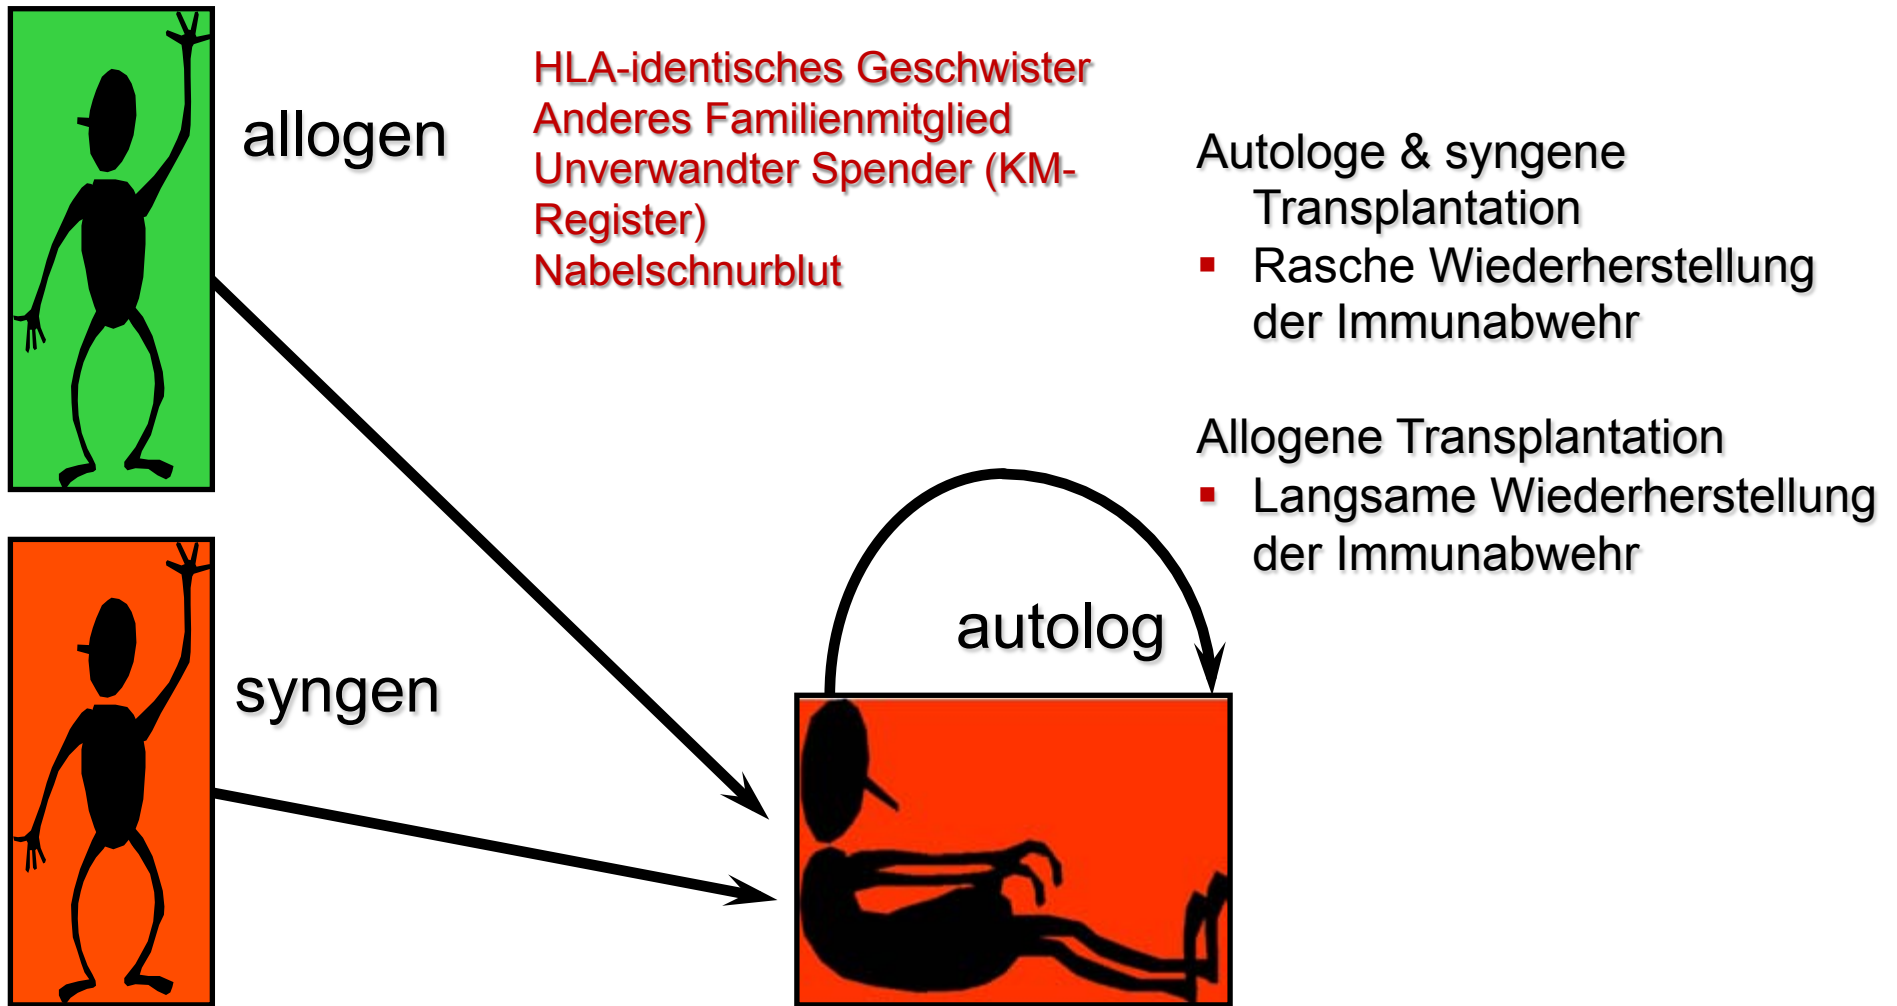 allogen
HLA-identisches Geschwister
Anderes Familienmitglied
Unverwandter Spender (KM-
Register)
Nabelschnurblut
Autologe & syngene
Transplantation
▪ Rasche Wiederherstellung
der Immunabwehr
Allogene Transplantation
▪ Langsame Wiederherstellung
der Immunabwehr
autolog
syngen